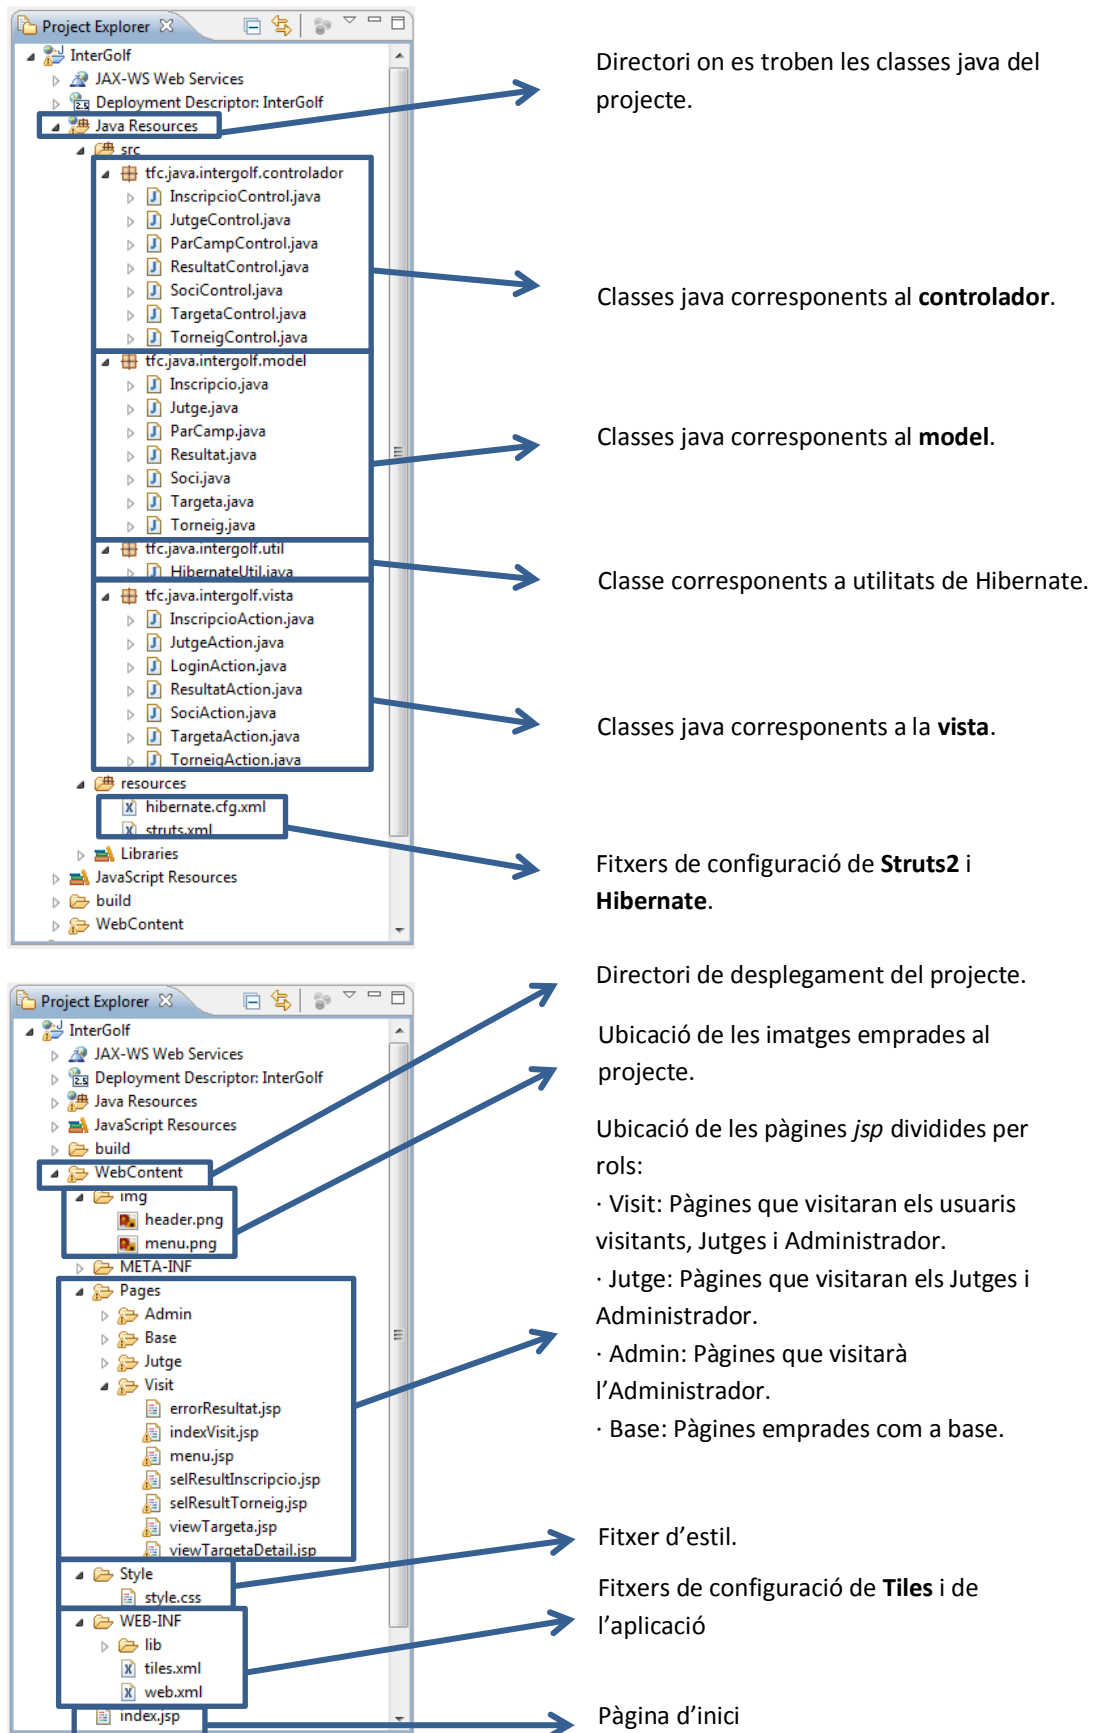 Project Explorer
InterGolf
JAX-WS Web Services
Deployment Descriptor: InterGolf
Java Resources
src
tfc.java.intergolf.controlador
InscripcioControl.java
JutgeControl.java
ParCampControl.java
ResultatControl.java
SociControl.java
TargetaControl.java
TorneigControl.java
tfc.java.intergolf.model
Inscripcio.java
Jutge.java
ParCamp.java
Resultat.java
Soci.java
Targeta.java
Torneig.java
tfc.java.intergolf.util
HibernateUtil.java
tfc.java.intergolf.vista
InscripcioAction.java
JutgeAction.java
LoginAction.java
ResultatAction.java
SociAction.java
TargetaAction.java
TorneigAction.java
resources
hibernate.cfg.xml
struts.xml
Libraries
JavaScript Resources
build
WebContent
Directori on es troben les classes java del
projecte.
Classes java corresponents al controlador.
Classes java corresponents al model.
Classe corresponents a utilitats de Hibernate.
Classes java corresponents a la vista.
Fitxers de configuració de Struts2 i
Hibernate.
Project Explorer
InterGolf
JAX-WS Web Services
Deployment Descriptor: InterGolf
Java Resources
JavaScript Resources
build
WebContent
img
header.png
menu.png
META-INF
Pages
Admin
Base
Jutge
Visit
errorResultat.jsp
indexVisit.jsp
menu.jsp
selResultInscripcio.jsp
selResultTorneig.jsp
viewTargeta.jsp
viewTargetaDetail.jsp
Style
style.css
WEB-INF
lib
tiles.xml
web.xml
index.jsp
Directori de desplegament del projecte.
Ubicació de les imatges emprades al
projecte.
Ubicació de les pàgines jsp dividides per
rols:
· Visit: Pàgines que visitaran els usuaris
visitants, Jutges i Administrador.
· Jutge: Pàgines que visitaran els Jutges i
Administrador.
· Admin: Pàgines que visitarà
l’Administrador.
· Base: Pàgines emprades com a base.
Fitxer d’estil.
Fitxers de configuració de Tiles i de
l’aplicació
Pàgina d’inici